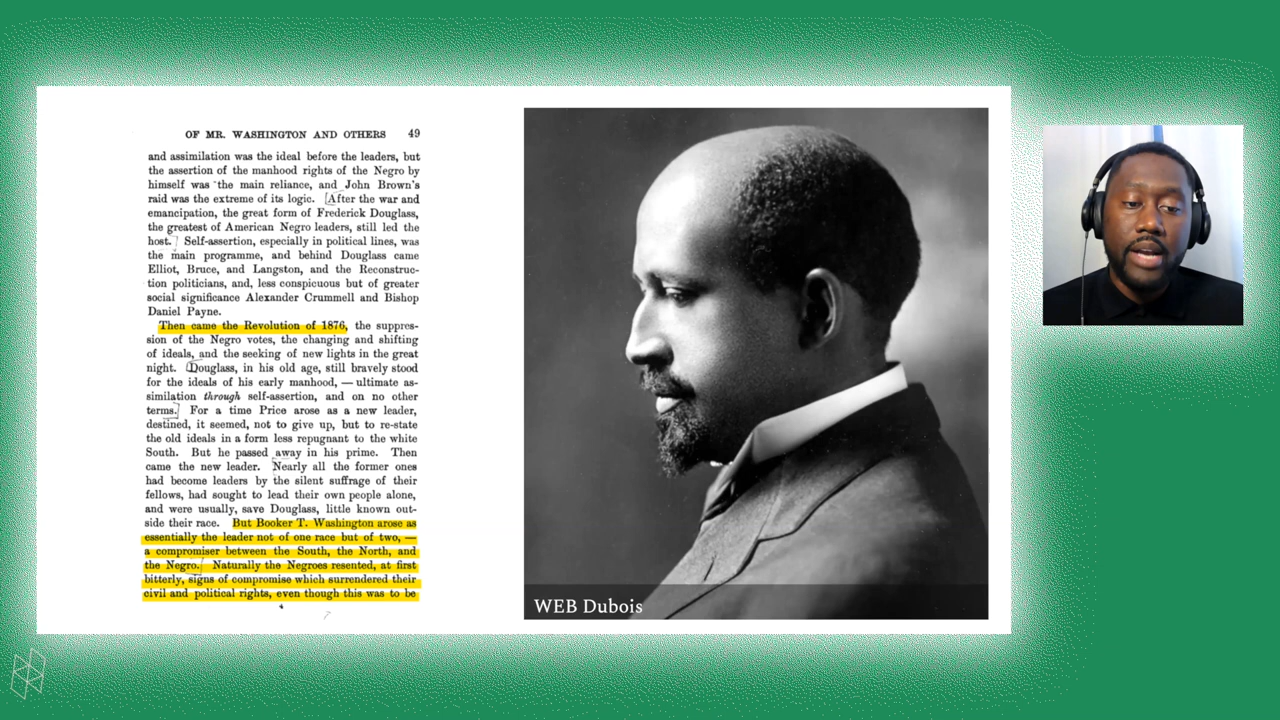 OF MR. WASHINGTON AND OTHERS 49
and assimilation was the ideal before the leaders, but
the assertion of the manhood rights of the Negro by
himself was the main reliance, and John Brown's
raid was the extreme of its logic. [After the war and
emancipation, the great form of Frederick Douglass,
the greatest of American Negro leaders, still led the
host.] Self-assertion, especially in political lines, was
the main programme, and behind Douglass came
Elliot, Bruce, and Langston, and the Reconstruc-
tion politicians, and, less conspicuous but of greater
social significance Alexander Crummell and Bishop
Daniel Payne.
Then came the Revolution of 1876, the suppres-
sion of the Negro votes, the changing and shifting
of ideals, and the seeking of new lights in the great
night. [Douglass, in his old age, still bravely stood
for the ideals of his early manhood, — ultimate as-
similation through self-assertion, and on no other
terms.] For a time Price arose as a new leader,
destined, it seemed, not to give up, but to re-state
the old ideals in a form less repugnant to the white
South. But he passed away in his prime. Then
came the new leader. Nearly all the former ones
had become leaders by the silent suffrage of their
fellows, had sought to lead their own people alone,
and were usually, save Douglass, little known out-
side their race. But Booker T. Washington arose as
essentially the leader not of one race but of two, —
a compromiser between the South, the North, and
the Negro.] Naturally the Negroes resented, at first
bitterly, signs of compromise which surrendered their
civil and political rights, even though this was to be
WEB Dubois